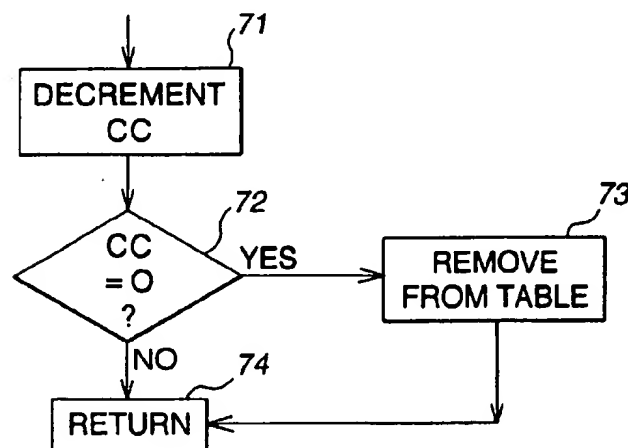 71
DECREMENT
CC
72
CC
= 0
?
YES
73
REMOVE
FROM TABLE
NO
74
RETURN